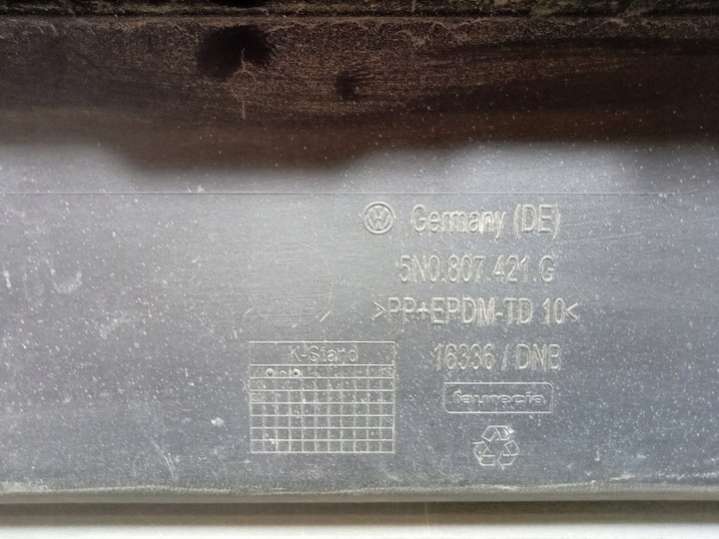 Germany (DE)
5N0.807.421.G
>PP+EPDM-TD 10<
16336 / DNB
faurecia
K-Stand